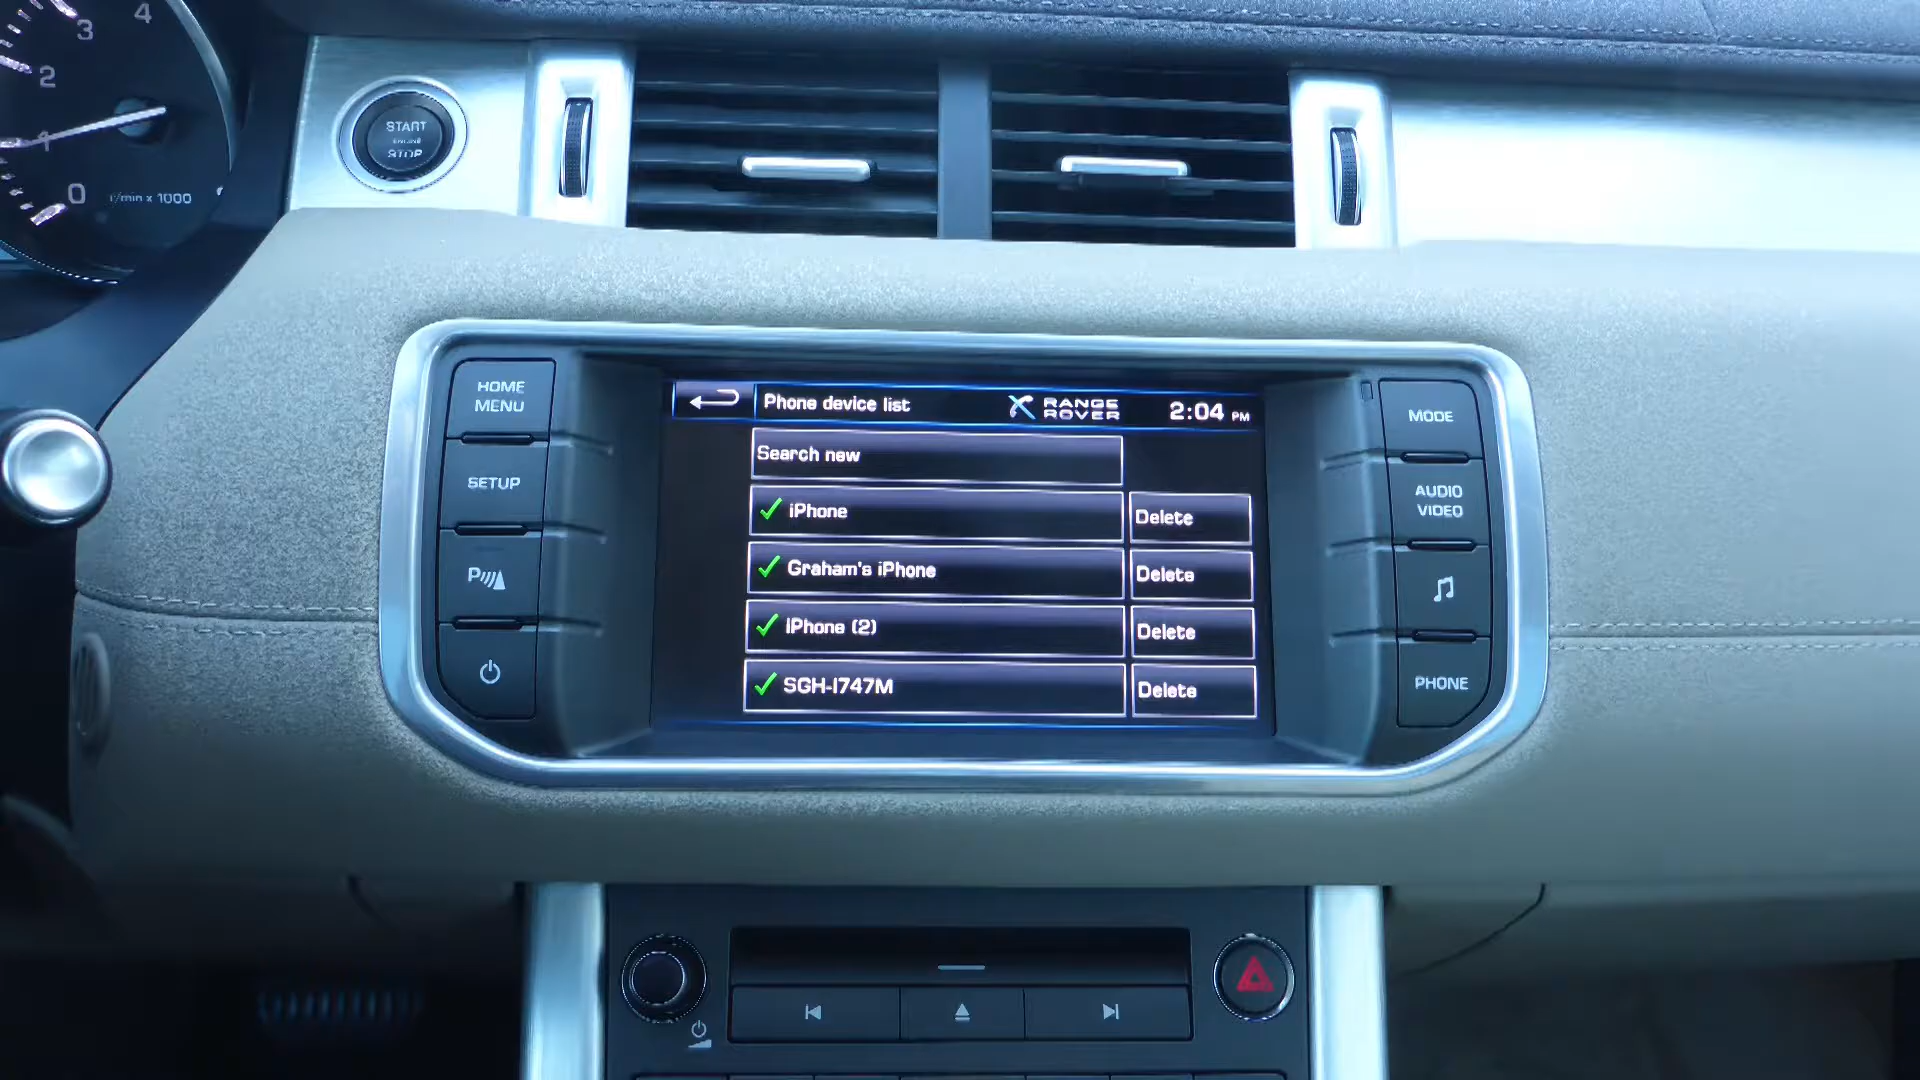 4
3
2
1
0
r/min x 1000
START
ENGINE
STOP
HOME
MENU
SETUP
P
Phone device list
RANGE
ROVER
2:04 PM
Search new
iPhone
Delete
Graham's iPhone
Delete
iPhone (2)
Delete
SGH-I747M
Delete
MODE
AUDIO
VIDEO
PHONE